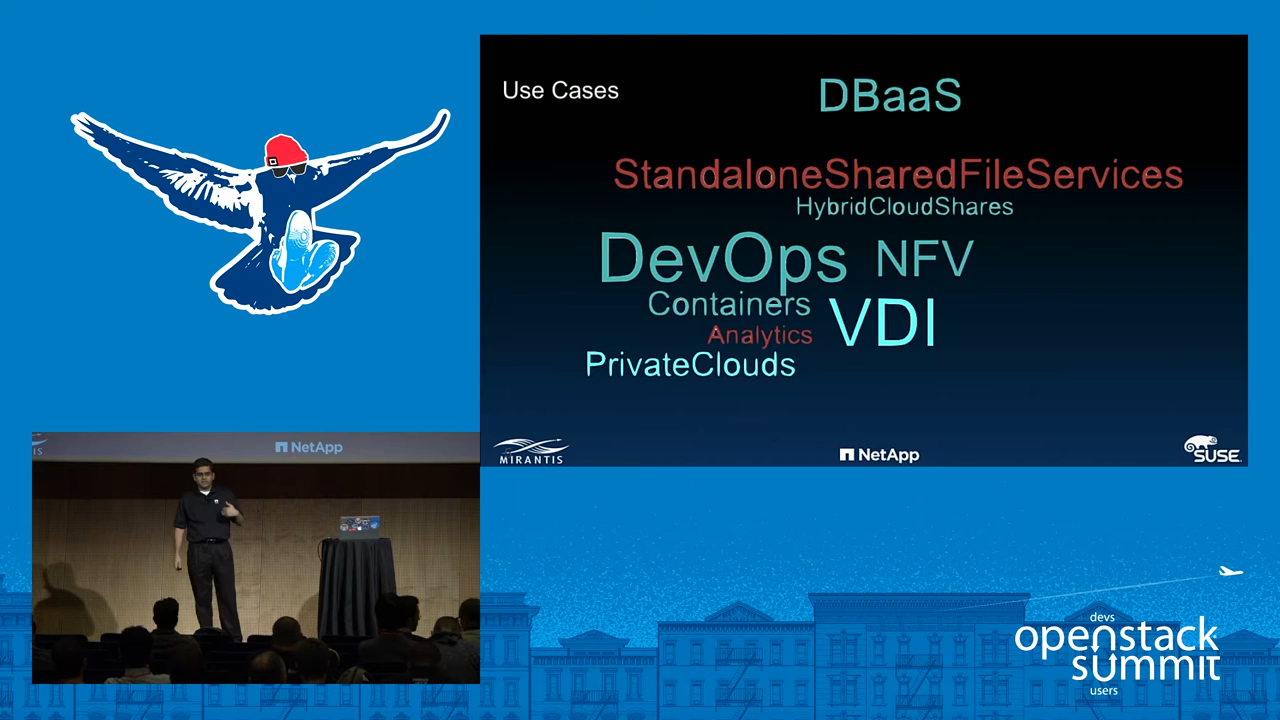 Use Cases
DBaaS
StandaloneSharedFileServices
HybridCloudShares
DevOps NFV
Containers VDI
Analytics
PrivateClouds
MIRANTIS
NetApp
SUSE
NetApp
devs
openstack
summit
users